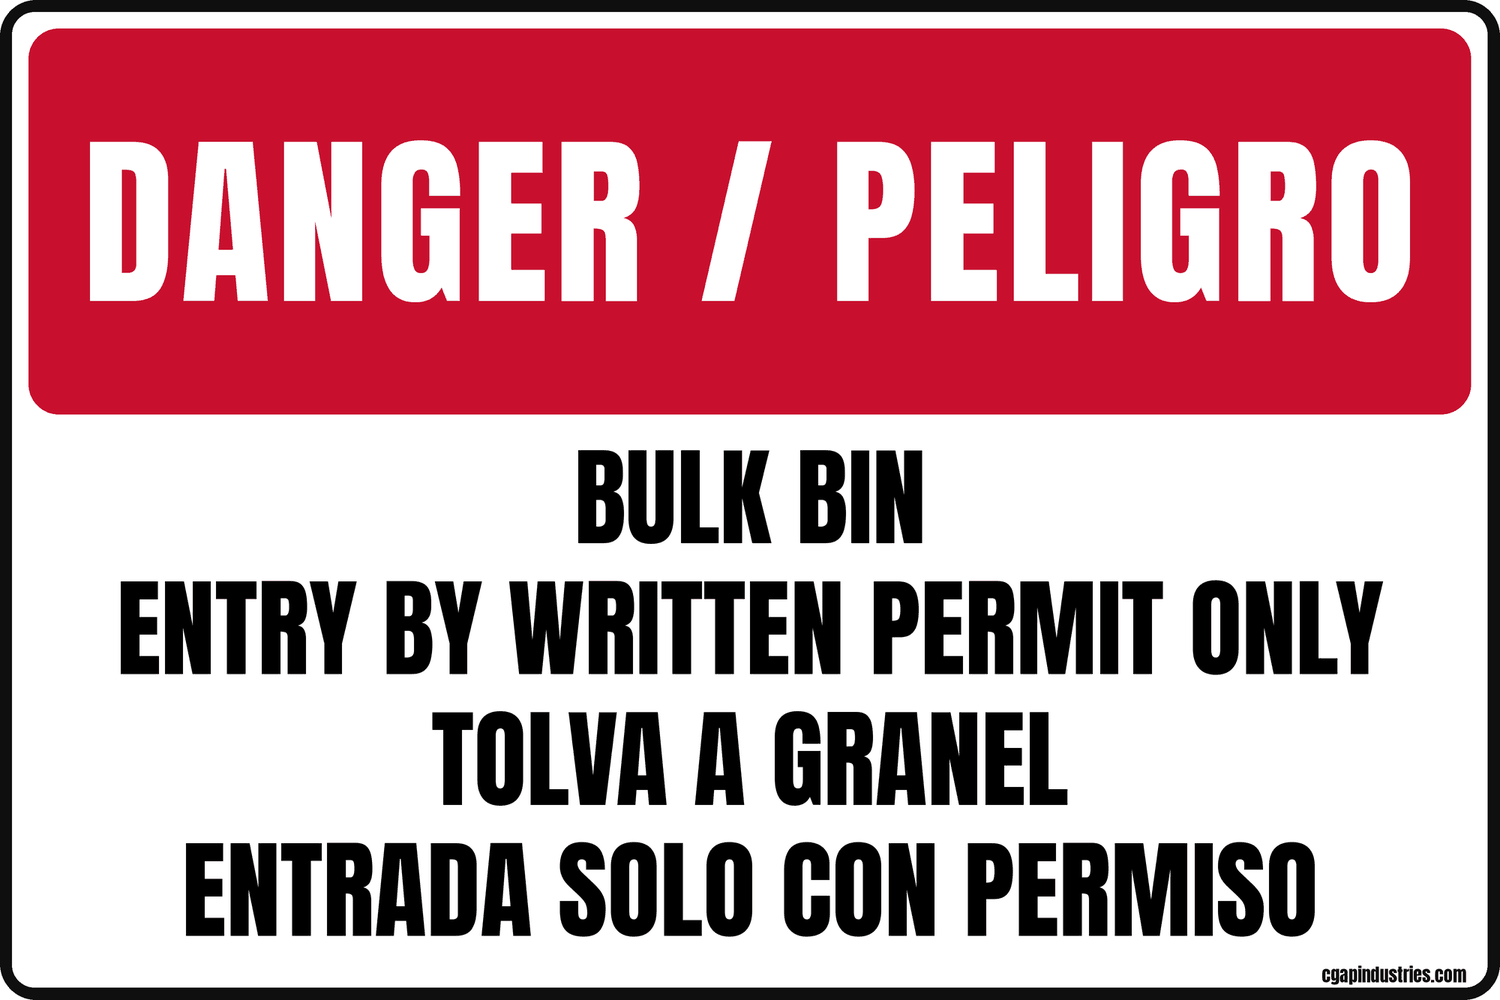 DANGER / PELIGRO
BULK BIN
ENTRY BY WRITTEN PERMIT ONLY
TOLVA A GRANEL
ENTRADA SOLO CON PERMISO
cgapindustries.com